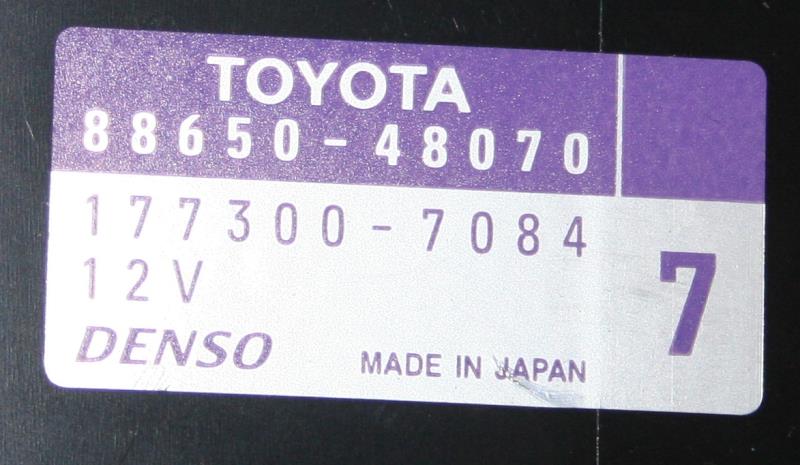 TOYOTA
88650-48070
177300-7084
12V
7
DENSO
MADE IN JAPAN